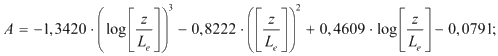 A = −1,3420 · (log[z/L_e])³ − 0,8222 · ([z/L_e])² + 0,4609 · log[z/L_e] − 0,0791;